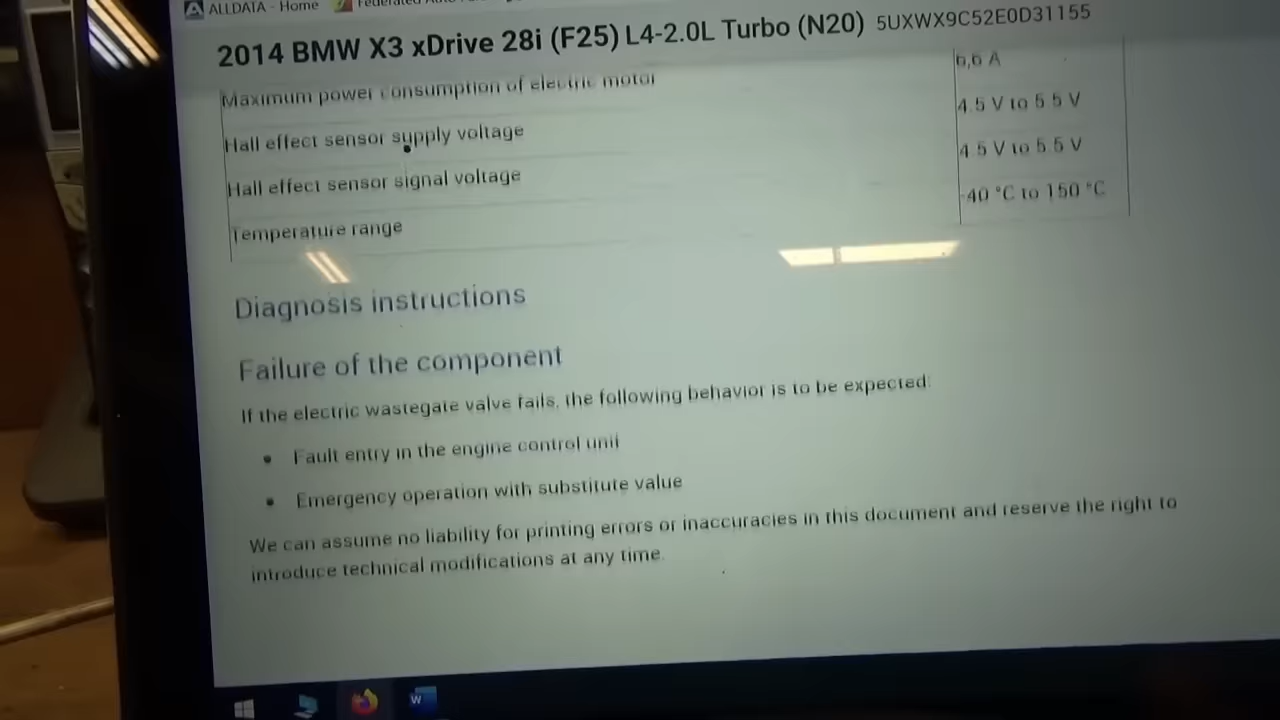 ALLDATA - Home
2014 BMW X3 xDrive 28i (F25) L4-2.0L Turbo (N20) 5UXWX9C52E0D31155
Maximum power consumption of electric motor 6,6 A
Hall effect sensor supply voltage 4.5 V to 5.5 V
Hall effect sensor signal voltage 4.5 V to 5.5 V
Temperature range -40 °C to 150 °C
Diagnosis instructions
Failure of the component
If the electric wastegate valve fails, the following behavior is to be expected:
• Fault entry in the engine control unit
• Emergency operation with substitute value
We can assume no liability for printing errors or inaccuracies in this document and reserve the right to
introduce technical modifications at any time.
W